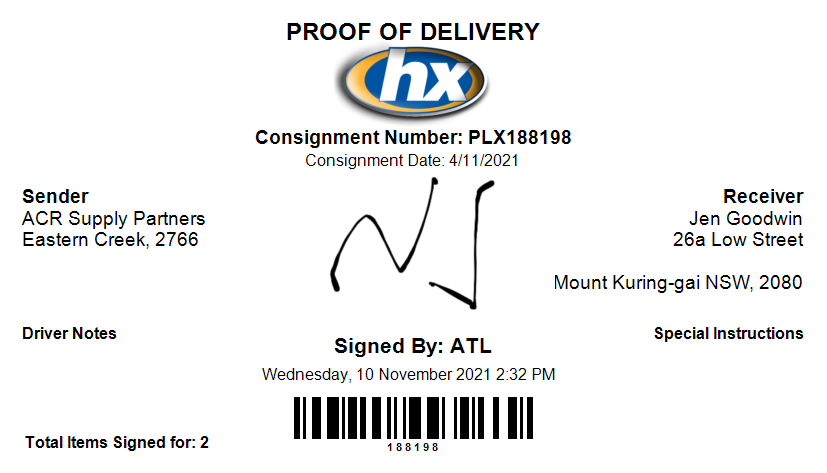 PROOF OF DELIVERY
hx
Consignment Number: PLX188198
Consignment Date: 4/11/2021
Sender
ACR Supply Partners
Eastern Creek, 2766
Receiver
Jen Goodwin
26a Low Street
Mount Kuring-gai NSW, 2080
NJ
Driver Notes
Special Instructions
Signed By: ATL
Wednesday, 10 November 2021 2:32 PM
188198
Total Items Signed for: 2